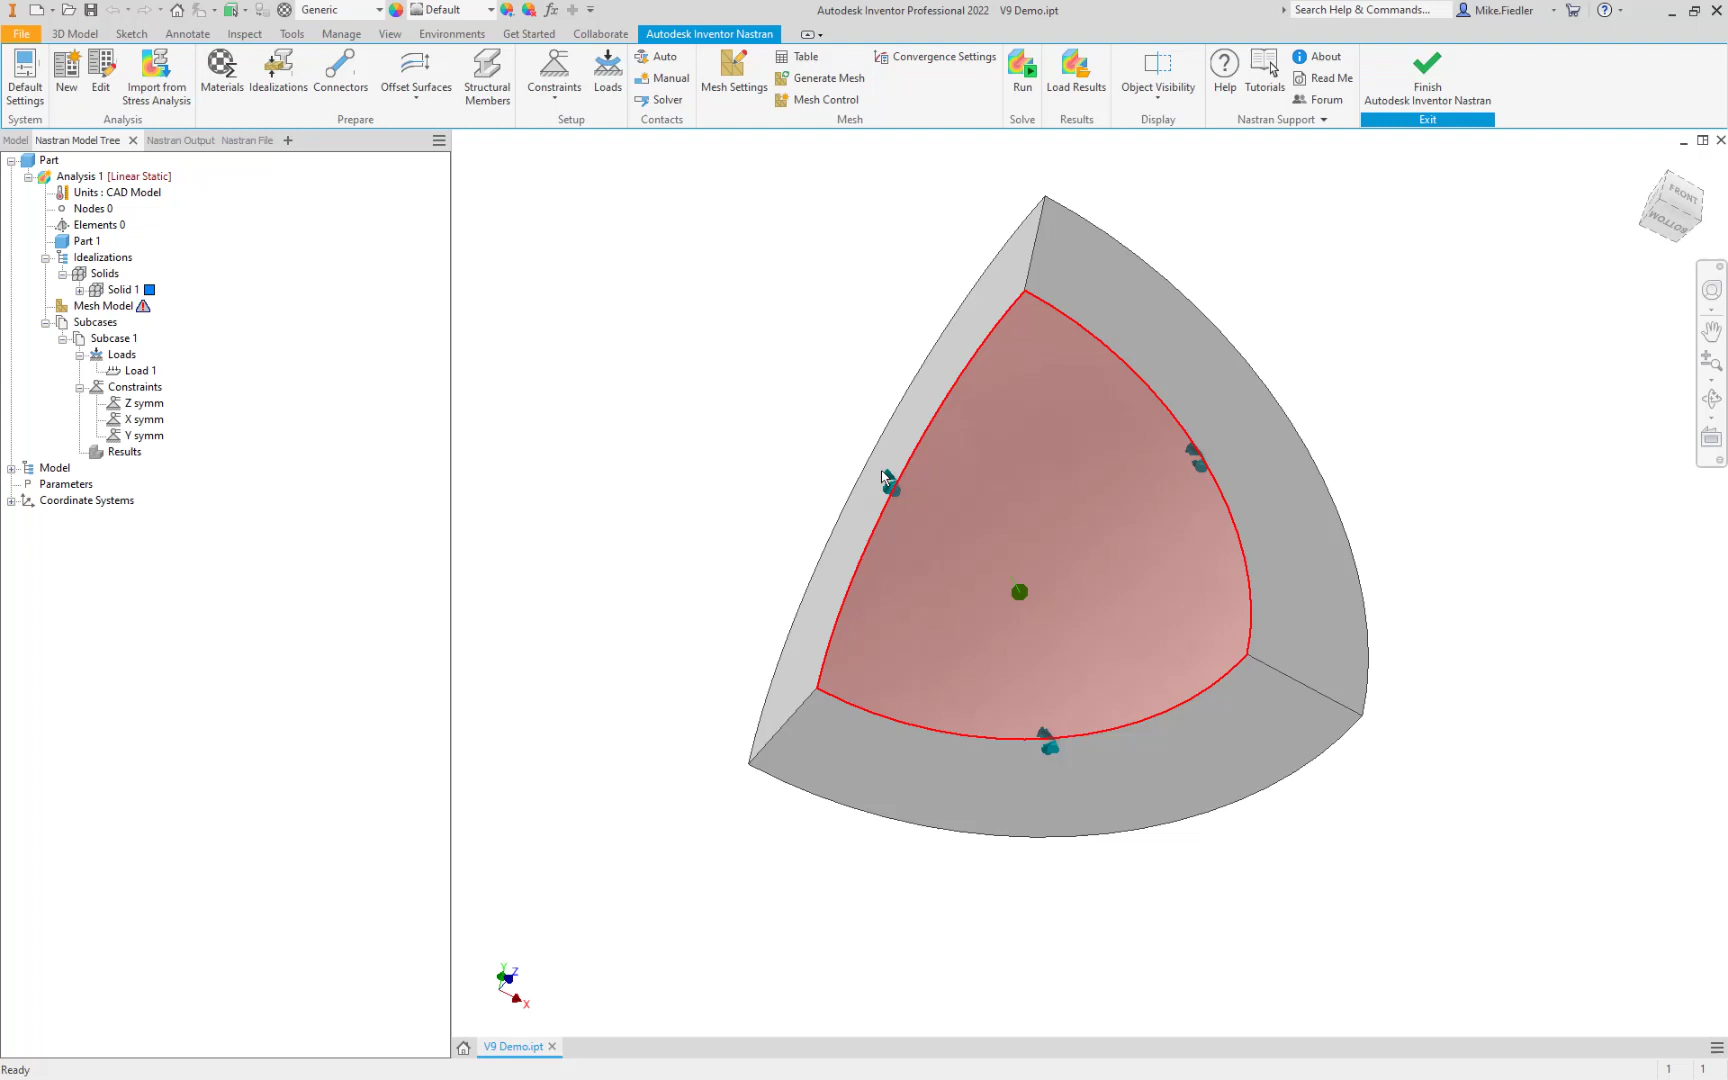 Generic
Default
fx
Autodesk Inventor Professional 2022 V9 Demo.ipt
Search Help & Commands...
Mike.Fiedler
File 3D Model Sketch Annotate Inspect Tools Manage View Environments Get Started Collaborate Autodesk Inventor Nastran
Default Settings
New
Edit
Import from Stress Analysis
Materials
Idealizations
Connectors
Offset Surfaces
Structural Members
Constraints
Loads
Auto
Manual
Solver
Mesh Settings
Table
Generate Mesh
Mesh Control
Convergence Settings
Run
Load Results
Object Visibility
Help
Tutorials
About
Read Me
Forum
Finish
Autodesk Inventor Nastran
System Analysis Prepare Setup Contacts Mesh Solve Results Display Nastran Support Exit
Model Nastran Model Tree Nastran Output Nastran File
Part
Analysis 1 [Linear Static]
Units : CAD Model
Nodes 0
Elements 0
Part 1
Idealizations
Solids
Solid 1
Mesh Model
Subcases
Subcase 1
Loads
Load 1
Constraints
Z symm
X symm
Y symm
Results
Model
Parameters
Coordinate Systems
FRONT
BOTTOM
Y
Z
X
V9 Demo.ipt
Ready
1 1